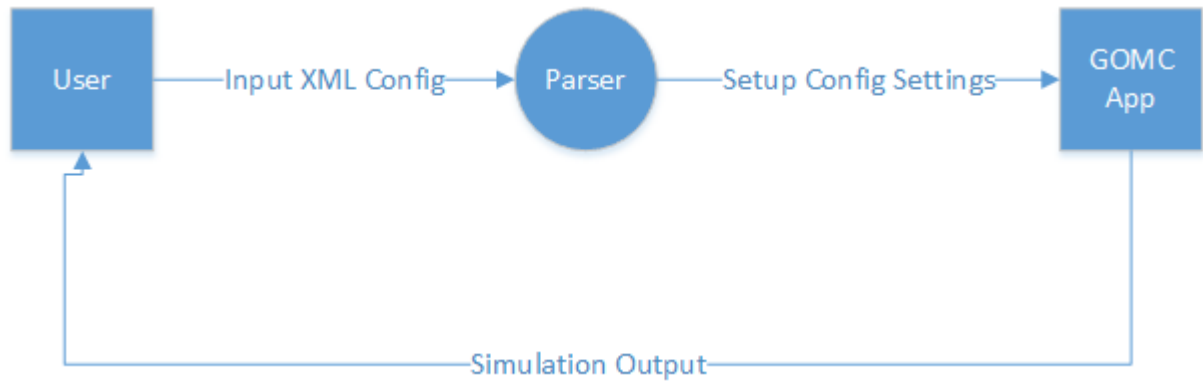 User
Input XML Config
Parser
Setup Config Settings
GOMC
App
Simulation Output